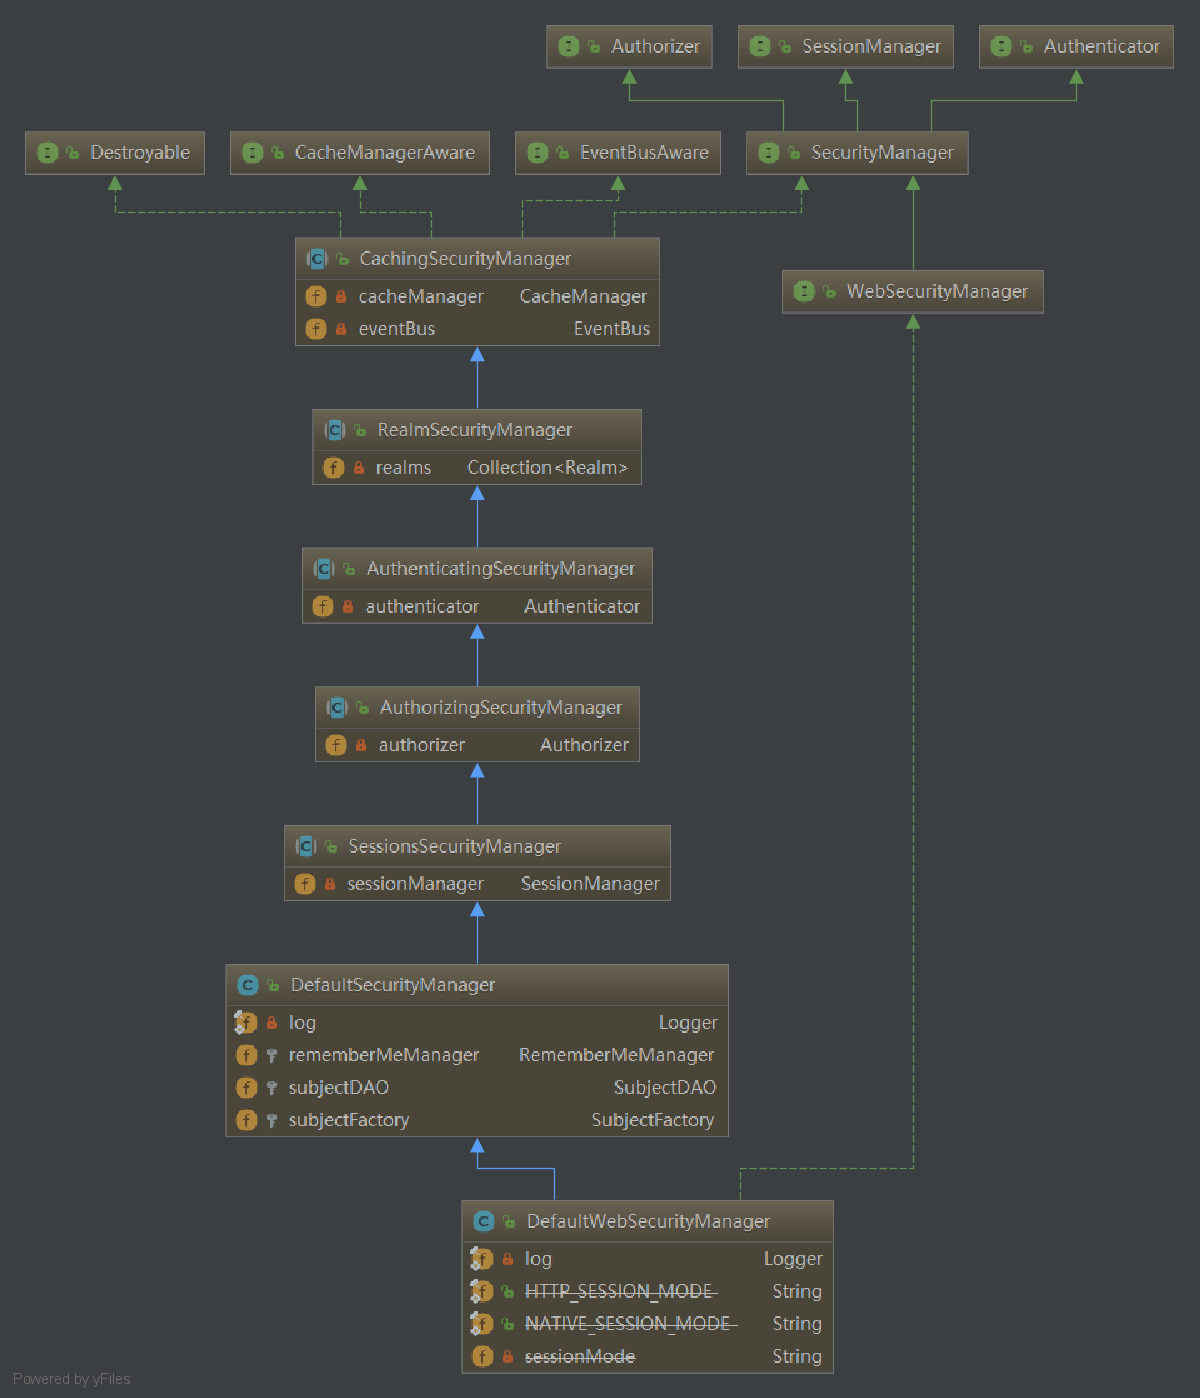 Authorizer
SessionManager
Authenticator
Destroyable
CacheManagerAware
EventBusAware
SecurityManager
CachingSecurityManager
cacheManager CacheManager
eventBus EventBus
WebSecurityManager
RealmSecurityManager
realms Collection<Realm>
AuthenticatingSecurityManager
authenticator Authenticator
AuthorizingSecurityManager
authorizer Authorizer
SessionsSecurityManager
sessionManager SessionManager
DefaultSecurityManager
log Logger
rememberMeManager RememberMeManager
subjectDAO SubjectDAO
subjectFactory SubjectFactory
DefaultWebSecurityManager
log Logger
HTTP_SESSION_MODE String
NATIVE_SESSION_MODE String
sessionMode String
Powered by yFiles